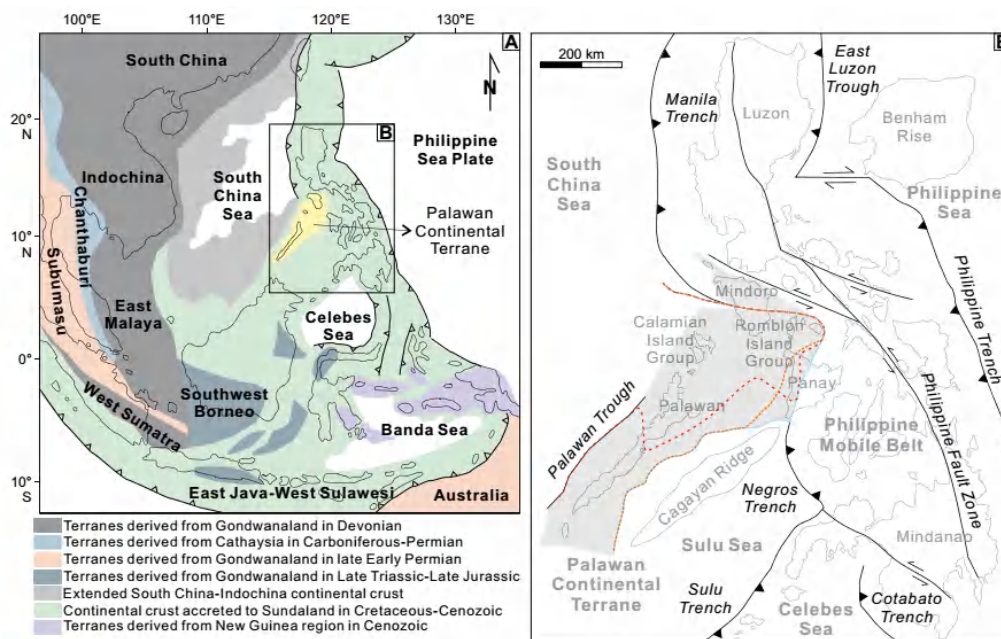 100°E
110°E
120°E
130°E
A
South China
N
20°
N
B
Philippine
Sea Plate
Indochina
South
China
Sea
Chanthaburi
Palawan
Continental
Terrane
10°
N
Subumasu
East
Malaya
Celebes
Sea
0°
Southwest
Borneo
West Sumatra
Banda Sea
10°
S
East Java-West Sulawesi
Australia
Terranes derived from Gondwanaland in Devonian
Terranes derived from Cathaysia in Carboniferous-Permian
Terranes derived from Gondwanaland in late Early Permian
Terranes derived from Gondwanaland in Late Triassic-Late Jurassic
Extended South China-Indochina continental crust
Continental crust accreted to Sundaland in Cretaceous-Cenozoic
Terranes derived from New Guinea region in Cenozoic
200 km
East
Luzon
Trough
Manila
Trench
Luzon
Benham
Rise
South
China
Sea
Philippine
Sea
Philippine Trench
Mindoro
Calamian
Island
Group
Romblon
Island
Group
Panay
Palawan
Palawan Trough
Philippine
Mobile Belt
Philippine Fault Zone
Cagayan Ridge
Negros
Trench
Sulu Sea
Mindanao
Palawan
Continental
Terrane
Sulu
Trench
Celebes
Sea
Cotabato
Trench